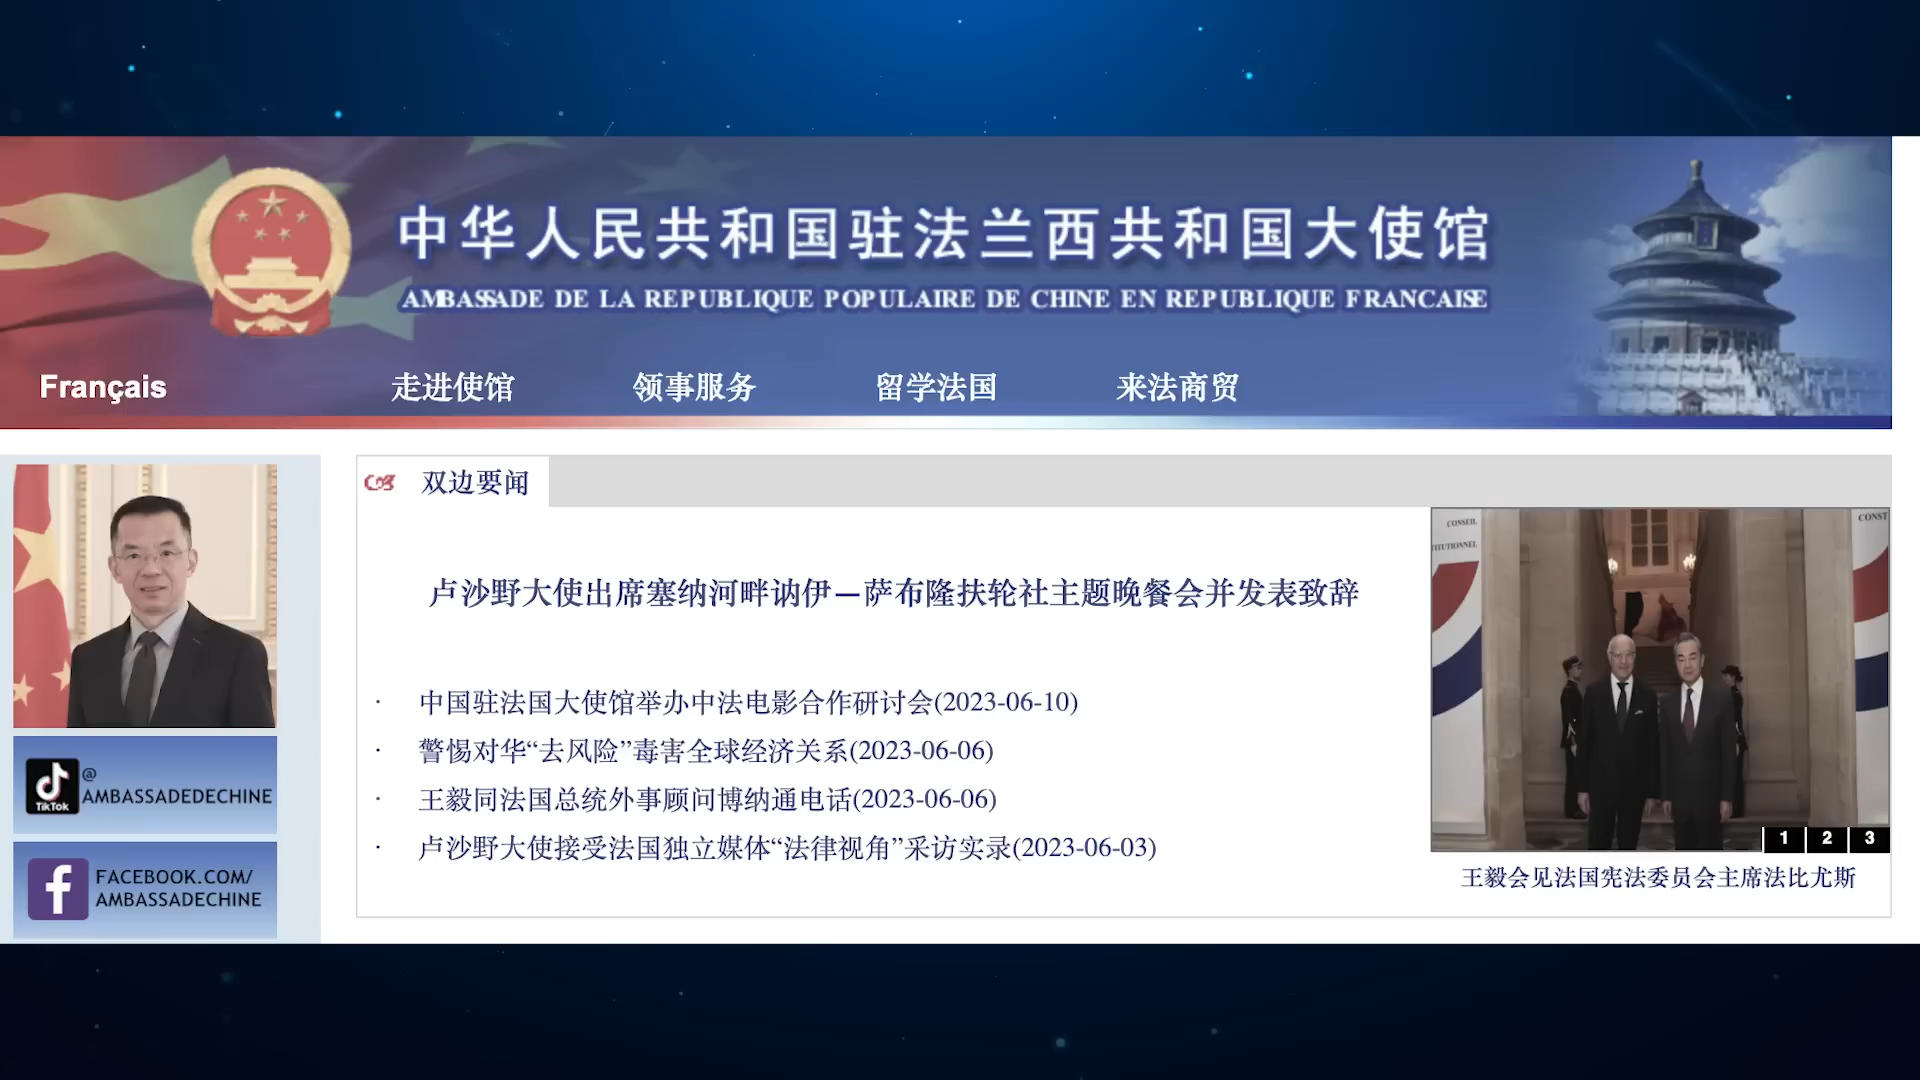 中华人民共和国驻法兰西共和国大使馆
AMBASSADE DE LA REPUBLIQUE POPULAIRE DE CHINE EN REPUBLIQUE FRANCAISE
Français 走进使馆 领事服务 留学法国 来法商贸
双边要闻
卢沙野大使出席塞纳河畔讷伊—萨布隆扶轮社主题晚餐会并发表致辞
· 中国驻法国大使馆举办中法电影合作研讨会(2023-06-10)
· 警惕对华“去风险”毒害全球经济关系(2023-06-06)
· 王毅同法国总统外事顾问博纳通电话(2023-06-06)
· 卢沙野大使接受法国独立媒体“法律视角”采访实录(2023-06-03)
CONSEIL
TITUTIONNEL
CONST
1 2 3
王毅会见法国宪法委员会主席法比尤斯
TikTok
@
AMBASSADEDECHINE
FACEBOOK.COM/
AMBASSADECHINE